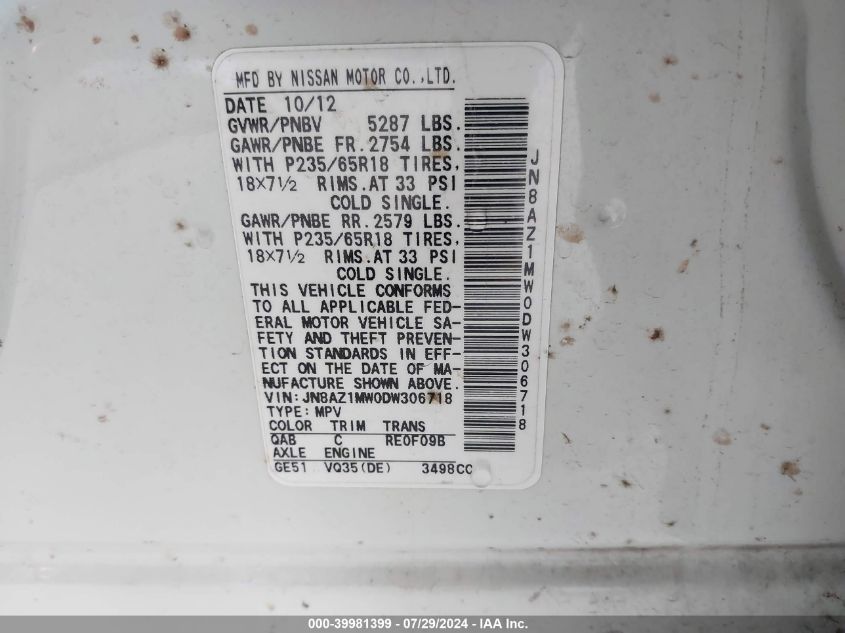 MFD BY NISSAN MOTOR CO.,LTD.
DATE 10/12
GVWR/PNBV 5287 LBS.
GAWR/PNBE FR. 2754 LBS.
WITH P235/65R18 TIRES,
18×7½ RIMS.AT 33 PSI
COLD SINGLE.
GAWR/PNBE RR. 2579 LBS.
WITH P235/65R18 TIRES,
18×7½ RIMS.AT 33 PSI
COLD SINGLE.
THIS VEHICLE CONFORMS
TO ALL APPLICABLE FED-
ERAL MOTOR VEHICLE SA-
FETY AND THEFT PREVEN-
TION STANDARDS IN EFF-
ECT ON THE DATE OF MA-
NUFACTURE SHOWN ABOVE.
VIN:JN8AZ1MW0DW306718
TYPE:MPV
COLOR TRIM TRANS
QAB C RE0F09B
AXLE ENGINE
GE51 VQ35(DE) 3498CC
JN8AZ1MW0DW306718
000-39981399 / 07/29/2024 - IAA Inc.